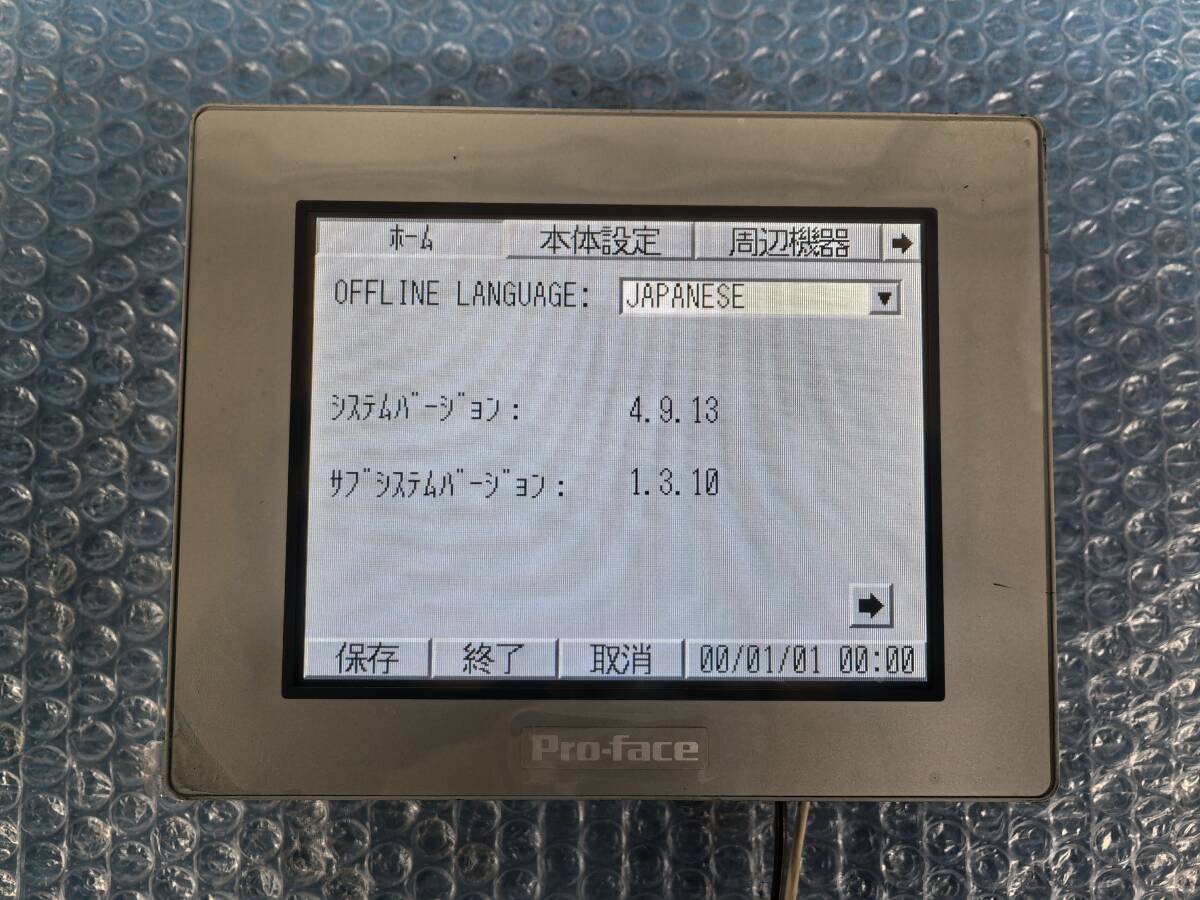 ﾎｰﾑ 本体設定 周辺機器
OFFLINE LANGUAGE: JAPANESE
ｼｽﾃﾑﾊﾞｰｼﾞｮﾝ: 4.9.13
ｻﾌﾞｼｽﾃﾑﾊﾞｰｼﾞｮﾝ: 1.3.10
保存 終了 取消 00/01/01 00:00
Pro-face